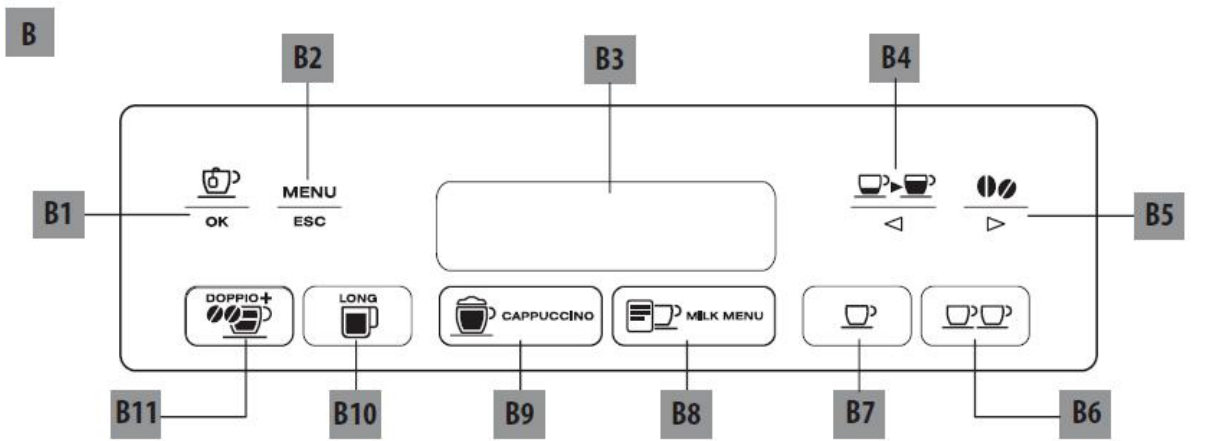 B
B2
B3
B4
B1
MENU
OK
ESC
B5
DOPPIO+
LONG
CAPPUCCINO
MILK MENU
B11
B10
B9
B8
B7
B6